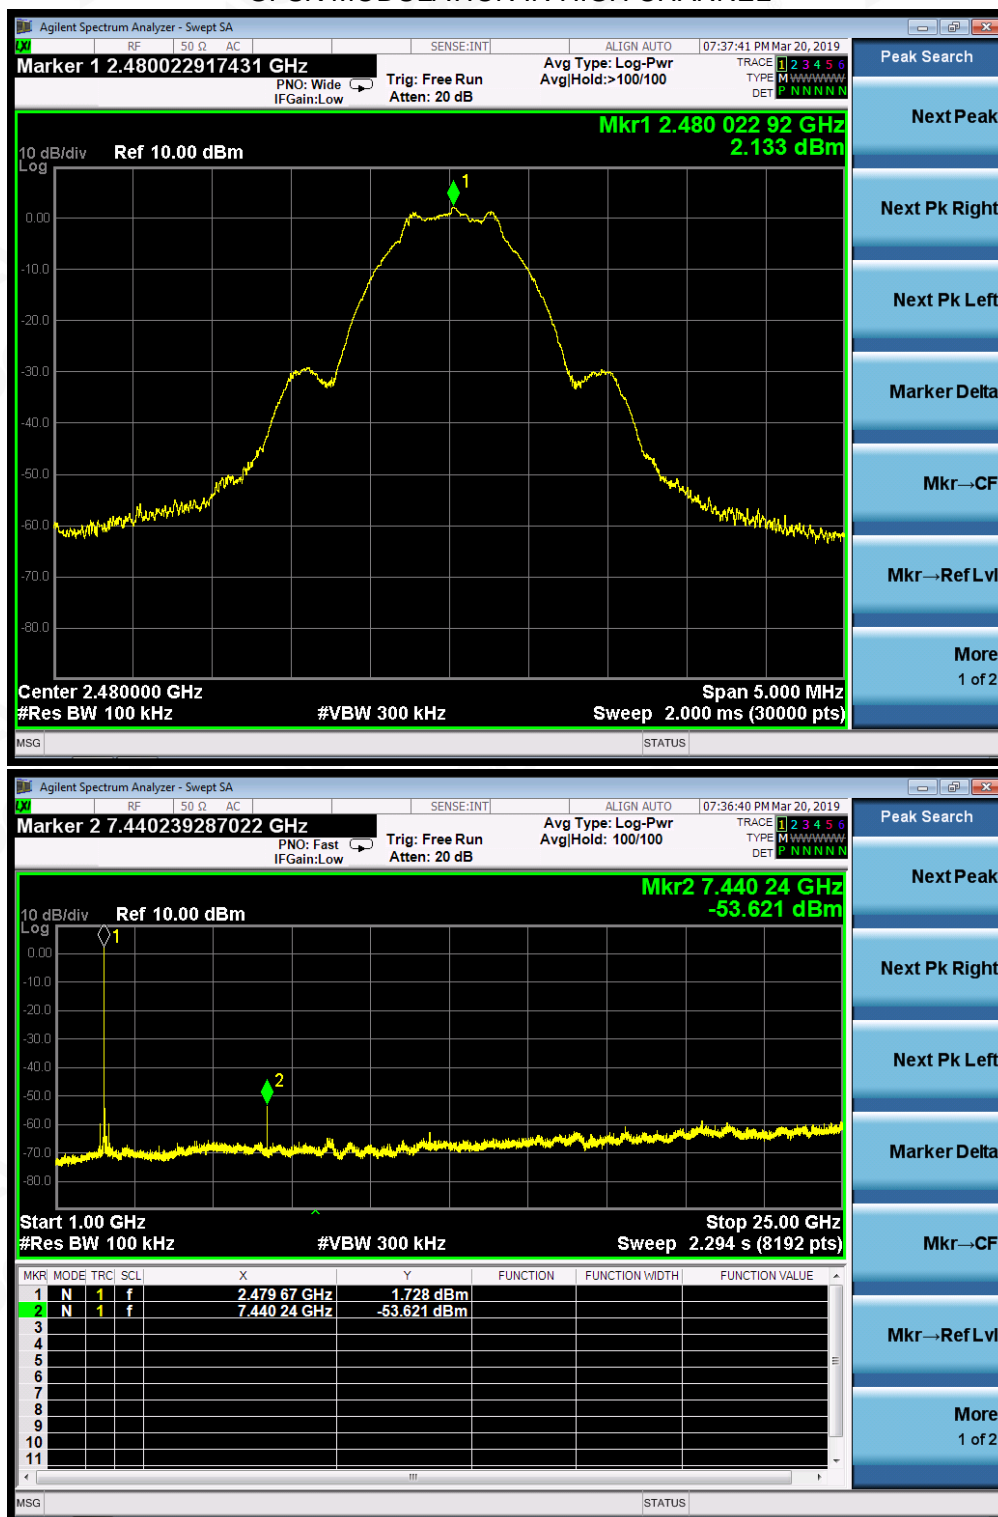 Agilent Spectrum Analyzer - Swept SA
LXI RF 50 Ω AC SENSE:INT ALIGN AUTO 07:37:41 PM Mar 20, 2019
Marker 1 2.480022917431 GHz
PNO: Wide
IFGain:Low
Trig: Free Run
Atten: 20 dB
Avg Type: Log-Pwr
Avg|Hold:>100/100
TRACE 1 2 3 4 5 6
TYPE M WWWWW
DET P N N N N N
Peak Search
Mkr1 2.480 022 92 GHz
2.133 dBm
10 dB/div Ref 10.00 dBm
Log
1
0.00
-10.0
-20.0
-30.0
-40.0
-50.0
-60.0
-70.0
-80.0
Center 2.480000 GHz Span 5.000 MHz
#Res BW 100 kHz #VBW 300 kHz Sweep 2.000 ms (30000 pts)
MSG STATUS
Next Peak
Next Pk Right
Next Pk Left
Marker Delta
Mkr→CF
Mkr→Ref Lvl
More
1 of 2
Agilent Spectrum Analyzer - Swept SA
LXI RF 50 Ω AC SENSE:INT ALIGN AUTO 07:36:40 PM Mar 20, 2019
Marker 2 7.440239287022 GHz
PNO: Fast
IFGain:Low
Trig: Free Run
Atten: 20 dB
Avg Type: Log-Pwr
Avg|Hold: 100/100
TRACE 1 2 3 4 5 6
TYPE M WWWWW
DET P N N N N N
Peak Search
Mkr2 7.440 24 GHz
-53.621 dBm
10 dB/div Ref 10.00 dBm
Log
1
2
0.00
-10.0
-20.0
-30.0
-40.0
-50.0
-60.0
-70.0
-80.0
Start 1.00 GHz Stop 25.00 GHz
#Res BW 100 kHz #VBW 300 kHz Sweep 2.294 s (8192 pts)
MKR MODE TRC SCL X Y FUNCTION FUNCTION WIDTH FUNCTION VALUE
1 N 1 f 2.479 67 GHz 1.728 dBm
2 N 1 f 7.440 24 GHz -53.621 dBm
3
4
5
6
7
8
9
10
11
MSG STATUS
Next Peak
Next Pk Right
Next Pk Left
Marker Delta
Mkr→CF
Mkr→Ref Lvl
More
1 of 2